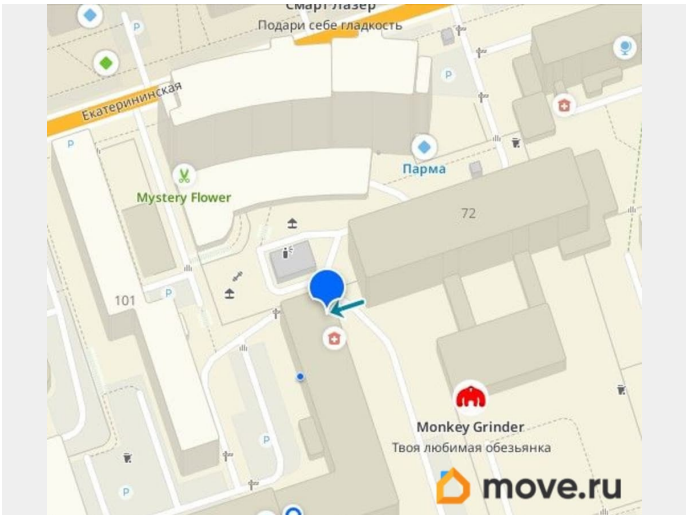 Смарт Лазер
Подари себе гладкость
P
Екатерининская
P
P
Парма
Mystery Flower
72
101
P
Monkey Grinder
Твоя любимая обезьянка
P
P
move.ru